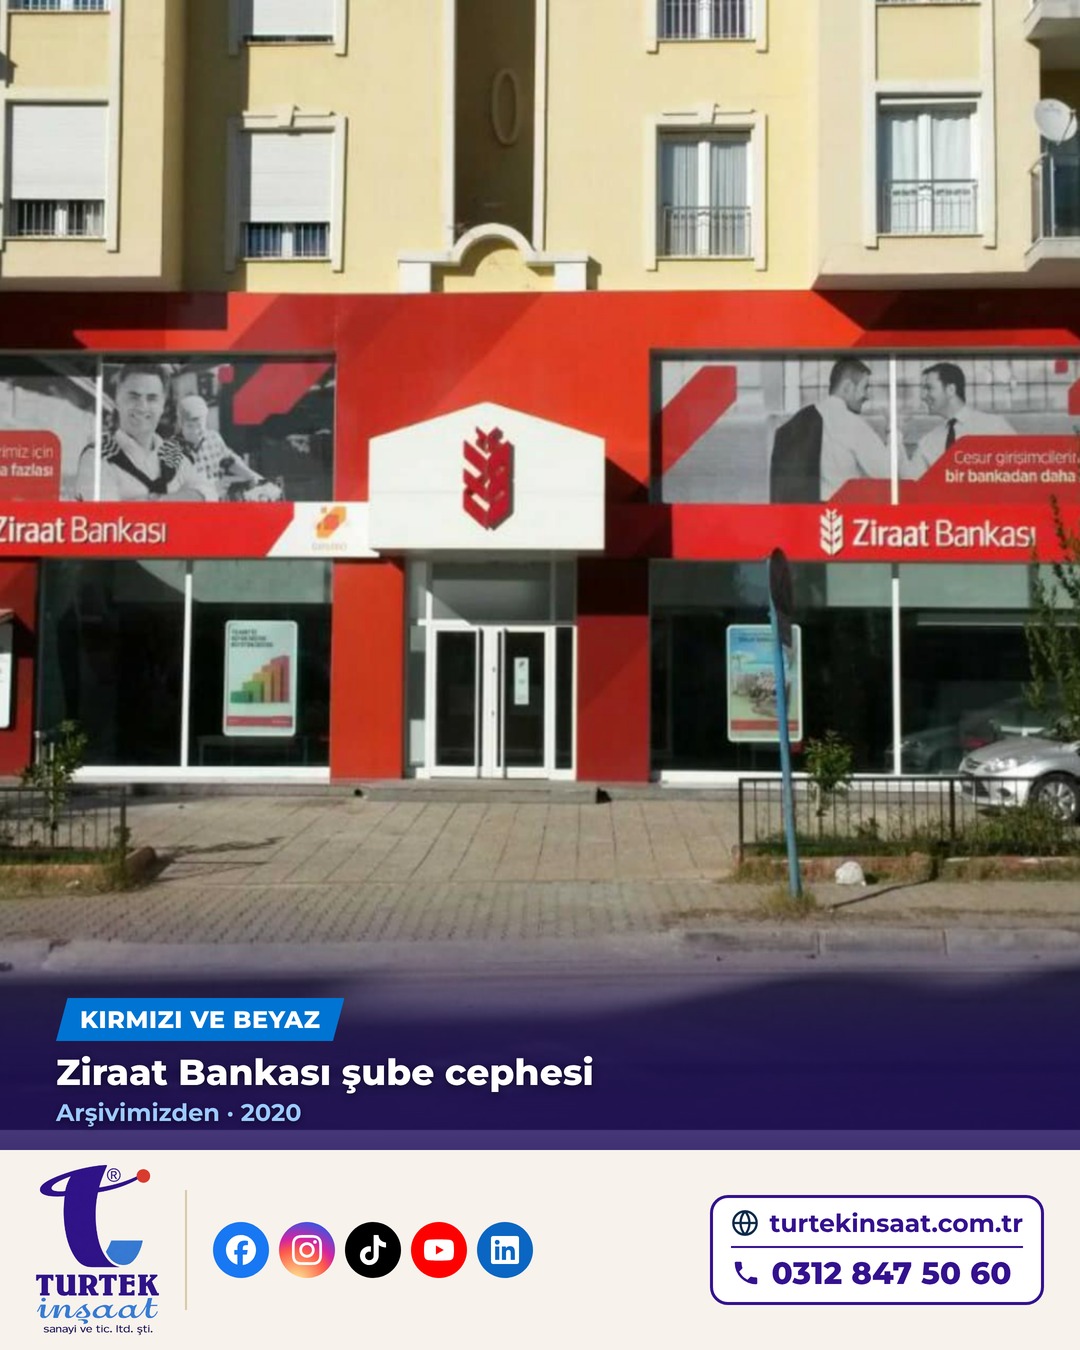 rimiz için
a fazlası
Cesur girişimcilerin
bir bankadan daha
Ziraat Bankası
Ziraat Bankası
KIRMIZI VE BEYAZ
Ziraat Bankası şube cephesi
Arşivimizden · 2020
®
TURTEK
inşaat
sanayi ve tic. ltd. şti.
turtekinsaat.com.tr
0312 847 50 60